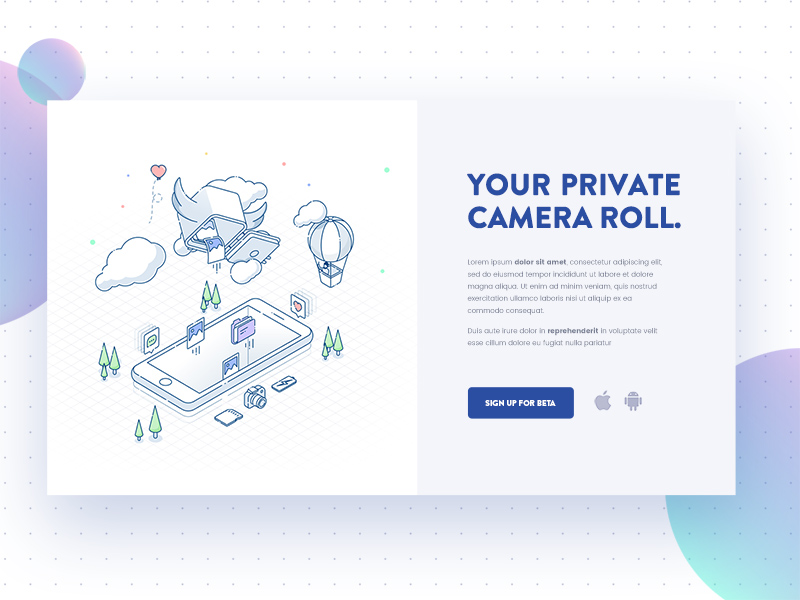 YOUR PRIVATE
CAMERA ROLL.
Lorem ipsum dolor sit amet, consectetur adipiscing elit,
sed do eiusmod tempor incididunt ut labore et dolore
magna aliqua. Ut enim ad minim veniam, quis nostrud
exercitation ullamco laboris nisi ut aliquip ex ea
commodo consequat.
Duis aute irure dolor in reprehenderit in voluptate velit
esse cillum dolore eu fugiat nulla pariatur
SIGN UP FOR BETA